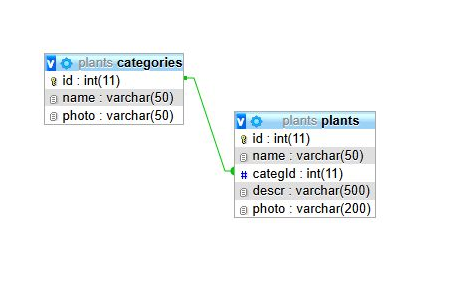 v plants categories
id : int(11)
name : varchar(50)
photo : varchar(50)
v plants plants
id : int(11)
name : varchar(50)
# categId : int(11)
descr : varchar(500)
photo : varchar(200)